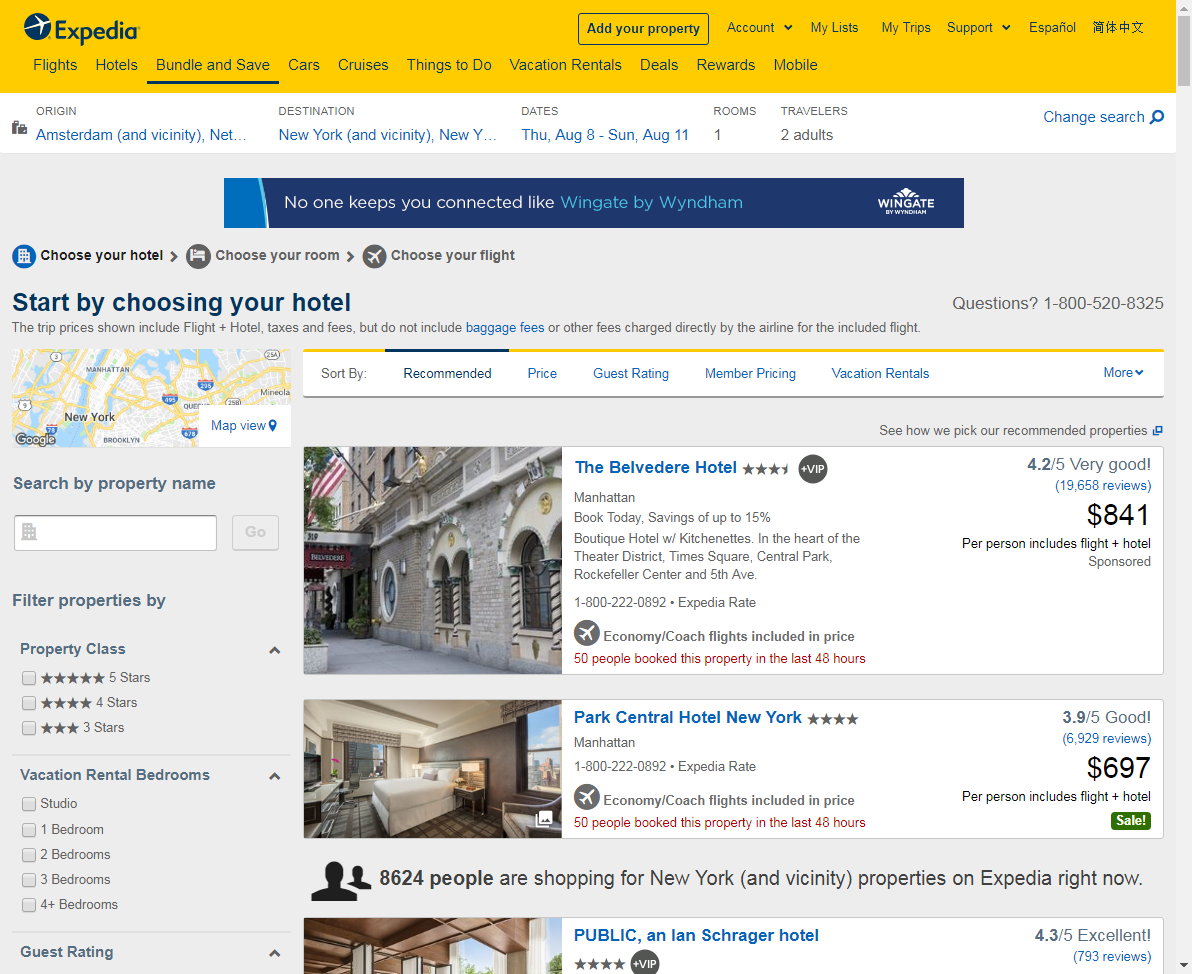 Expedia
Add your property
Account
My Lists
My Trips
Support
Español
简体中文
Flights
Hotels
Bundle and Save
Cars
Cruises
Things to Do
Vacation Rentals
Deals
Rewards
Mobile
ORIGIN
Amsterdam (and vicinity), Net...
DESTINATION
New York (and vicinity), New Y...
DATES
Thu, Aug 8 - Sun, Aug 11
ROOMS
1
TRAVELERS
2 adults
Change search
No one keeps you connected like Wingate by Wyndham
WINGATE
BY WYNDHAM
Choose your hotel
Choose your room
Choose your flight
Start by choosing your hotel
Questions? 1-800-520-8325
The trip prices shown include Flight + Hotel, taxes and fees, but do not include baggage fees or other fees charged directly by the airline for the included flight.
3
25A
MANHATTAN
295
Mineola
9
495
25B
QUEE
New York
78
678
Google
BROOKLYN
Map view
Sort By:
Recommended
Price
Guest Rating
Member Pricing
Vacation Rentals
More
See how we pick our recommended properties
Search by property name
Go
Filter properties by
Property Class
5 Stars
4 Stars
3 Stars
Vacation Rental Bedrooms
Studio
1 Bedroom
2 Bedrooms
3 Bedrooms
4+ Bedrooms
Guest Rating
319
BELVEDERE
The Belvedere Hotel
+VIP
Manhattan
Book Today, Savings of up to 15%
Boutique Hotel w/ Kitchenettes. In the heart of the
Theater District, Times Square, Central Park,
Rockefeller Center and 5th Ave.
1-800-222-0892 • Expedia Rate
Economy/Coach flights included in price
50 people booked this property in the last 48 hours
4.2/5 Very good!
(19,658 reviews)
$841
Per person includes flight + hotel
Sponsored
Park Central Hotel New York
Manhattan
1-800-222-0892 • Expedia Rate
Economy/Coach flights included in price
50 people booked this property in the last 48 hours
3.9/5 Good!
(6,929 reviews)
$697
Per person includes flight + hotel
Sale!
8624 people are shopping for New York (and vicinity) properties on Expedia right now.
PUBLIC, an Ian Schrager hotel
+VIP
4.3/5 Excellent!
(793 reviews)